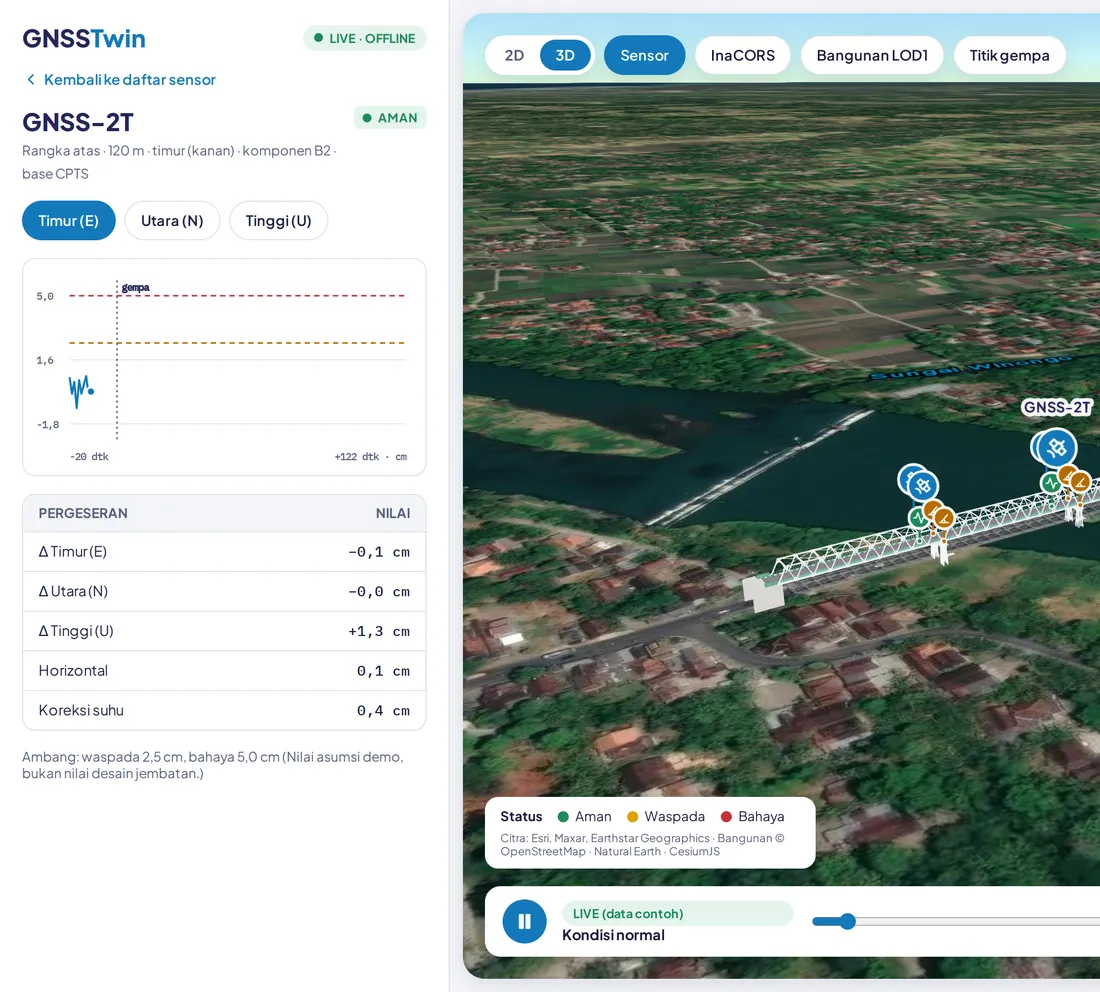 GNSSTwin
LIVE · OFFLINE
Kembali ke daftar sensor
GNSS-2T
AMAN
Rangka atas · 120 m · timur (kanan) · komponen B2 ·
base CPTS
Timur (E)
Utara (N)
Tinggi (U)
gempa
5,0
1,6
-1,8
-20 dtk
+122 dtk · cm
PERGESERAN
NILAI
Δ Timur (E)
−0,1 cm
Δ Utara (N)
−0,0 cm
Δ Tinggi (U)
+1,3 cm
Horizontal
0,1 cm
Koreksi suhu
0,4 cm
Ambang: waspada 2,5 cm, bahaya 5,0 cm (Nilai asumsi demo,
bukan nilai desain jembatan.)
2D
3D
Sensor
InaCORS
Bangunan LOD1
Titik gempa
Sungai Winongo
GNSS-2T
Status
Aman
Waspada
Bahaya
Citra: Esri, Maxar, Earthstar Geographics · Bangunan ©
OpenStreetMap · Natural Earth · CesiumJS
LIVE (data contoh)
Kondisi normal